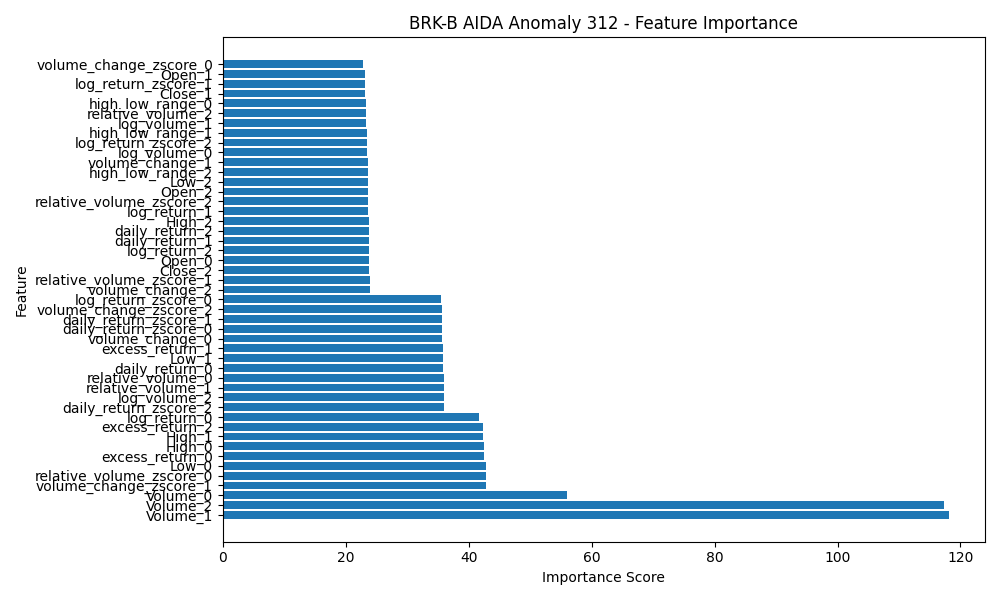 BRK-B AIDA Anomaly 312 - Feature Importance
volume_change_zscore_0
Open_1
log_return_zscore_1
Close_1
high_low_range_0
relative_volume_2
log_volume_1
high_low_range_1
log_return_zscore_2
log_volume_0
volume_change_1
high_low_range_2
Low_2
Open_2
relative_volume_zscore_2
log_return_1
High_2
daily_return_2
daily_return_1
log_return_2
Open_0
Close_2
relative_volume_zscore_1
volume_change_2
log_return_zscore_0
volume_change_zscore_2
daily_return_zscore_1
daily_return_zscore_0
volume_change_0
excess_return_1
Low_1
daily_return_0
relative_volume_0
relative_volume_1
log_volume_2
daily_return_zscore_2
log_return_0
excess_return_2
High_1
High_0
excess_return_0
Low_0
relative_volume_zscore_0
volume_change_zscore_1
Volume_0
Volume_2
Volume_1
Feature
0 20 40 60 80 100 120
Importance Score